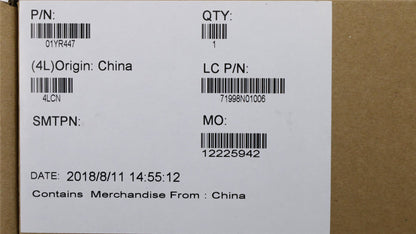 P/N: QTY:
01YR447 1
(4L)Origin: China LC P/N:
4LCN 71998N01006
SMTPN: MO:
12225942
DATE: 2018/8/11 14:55:12
Contains Merchandise From : China